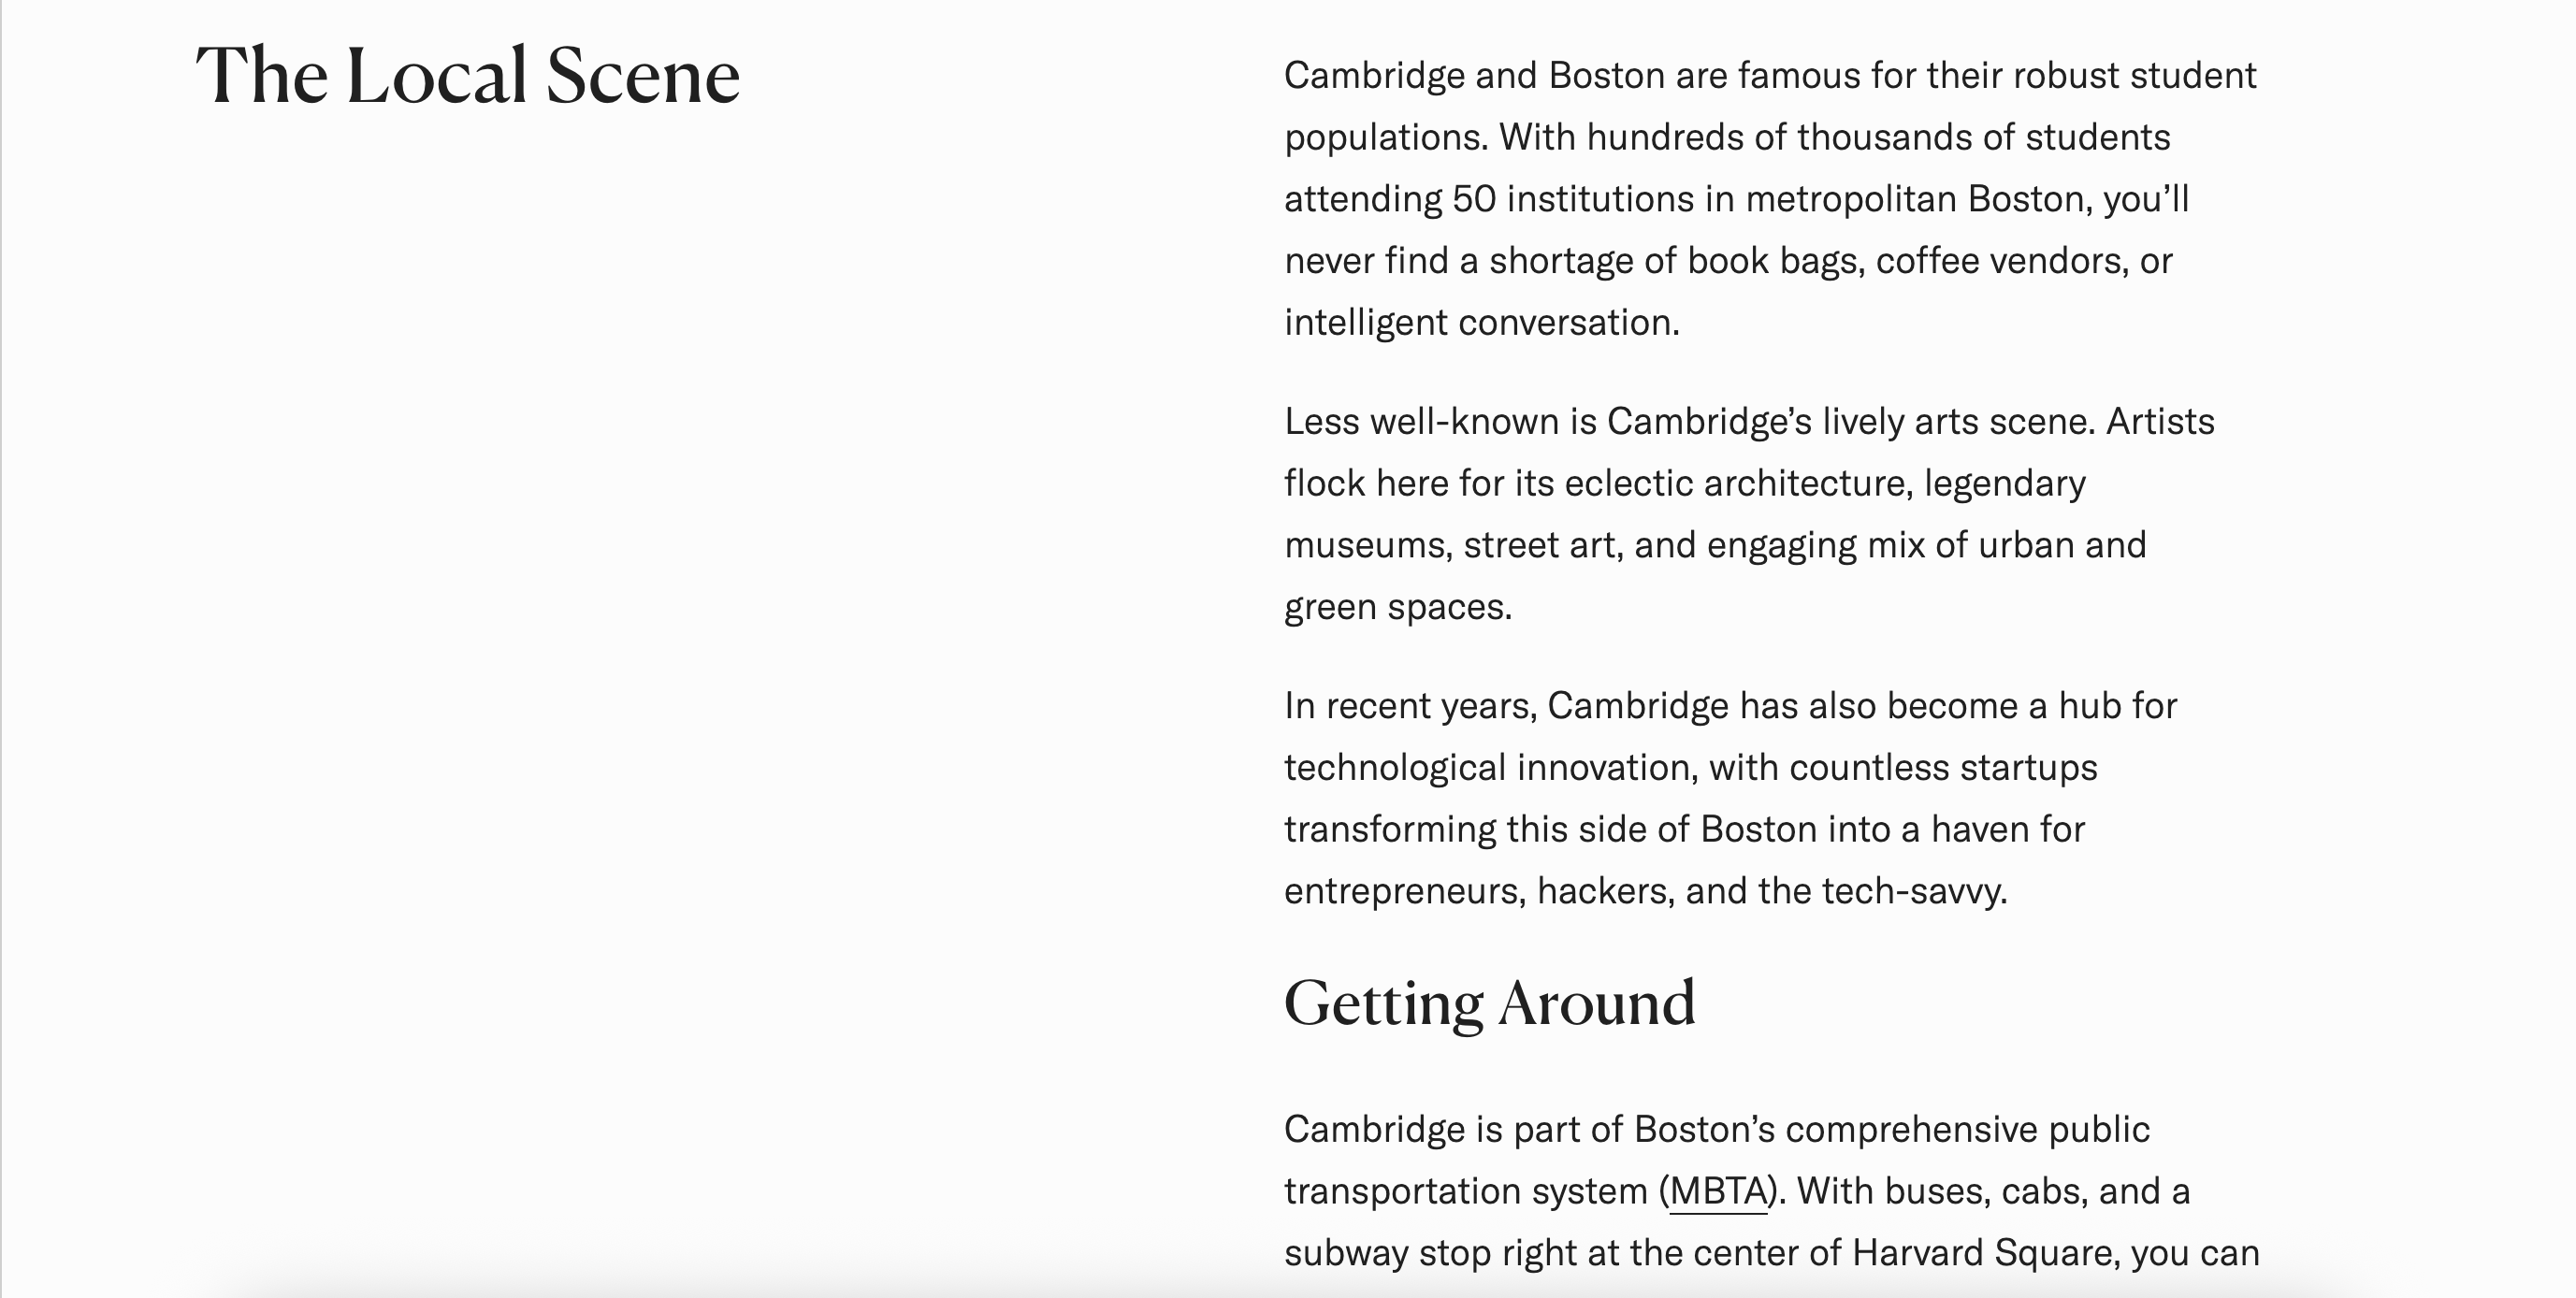 The Local Scene
Cambridge and Boston are famous for their robust student
populations. With hundreds of thousands of students
attending 50 institutions in metropolitan Boston, you’ll
never find a shortage of book bags, coffee vendors, or
intelligent conversation.
Less well-known is Cambridge’s lively arts scene. Artists
flock here for its eclectic architecture, legendary
museums, street art, and engaging mix of urban and
green spaces.
In recent years, Cambridge has also become a hub for
technological innovation, with countless startups
transforming this side of Boston into a haven for
entrepreneurs, hackers, and the tech-savvy.
Getting Around
Cambridge is part of Boston’s comprehensive public
transportation system (MBTA). With buses, cabs, and a
subway stop right at the center of Harvard Square, you can